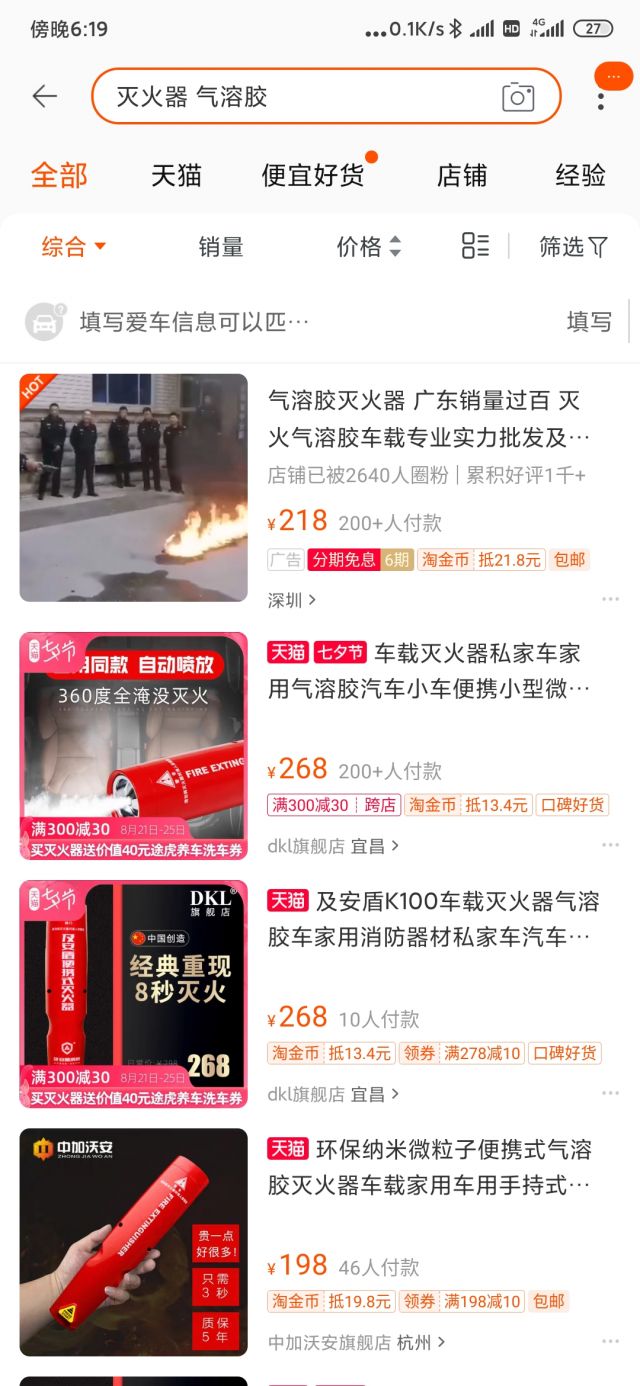 傍晚6:19
...0.1K/s HD 4G 27
灭火器 气溶胶
全部 天猫 便宜好货 店铺 经验
综合 销量 价格 筛选
填写爱车信息可以匹… 填写
HOT
气溶胶灭火器 广东销量过百 灭
火气溶胶车载专业实力批发及…
店铺已被2640人圈粉 | 累积好评1千+
¥218 200+人付款
广告 分期免息 6期 淘金币 抵21.8元 包邮
深圳
天猫 七夕节
同款 自动喷放
360度全淹没灭火
FIRE EXTING
满300减30 8月21日-25日
买灭火器送价值40元途虎养车洗车券
天猫 七夕节 车载灭火器私家车家
用气溶胶汽车小车便携小型微…
¥268 200+人付款
满300减30 跨店 淘金币 抵13.4元 口碑好货
dkl旗舰店 宜昌
天猫 七夕节
DKL
旗舰店
及安盾便携式灭火器
中国创造
经典重现
8秒灭火
268
满300减30 8月21日-25日
买灭火器送价值40元途虎养车洗车券
天猫 及安盾K100车载灭火器气溶
胶车家用消防器材私家车汽车…
¥268 10人付款
淘金币 抵13.4元 领券 满278减10 口碑好货
dkl旗舰店 宜昌
中加沃安
ZHONG JIA WO AN
FIRE EXTINGUISHER
贵一点
好很多!
只需
3秒
质保
5年
天猫 环保纳米微粒子便携式气溶
胶灭火器车载家用车用手持式…
¥198 46人付款
淘金币 抵19.8元 领券 满198减10 包邮
中加沃安旗舰店 杭州